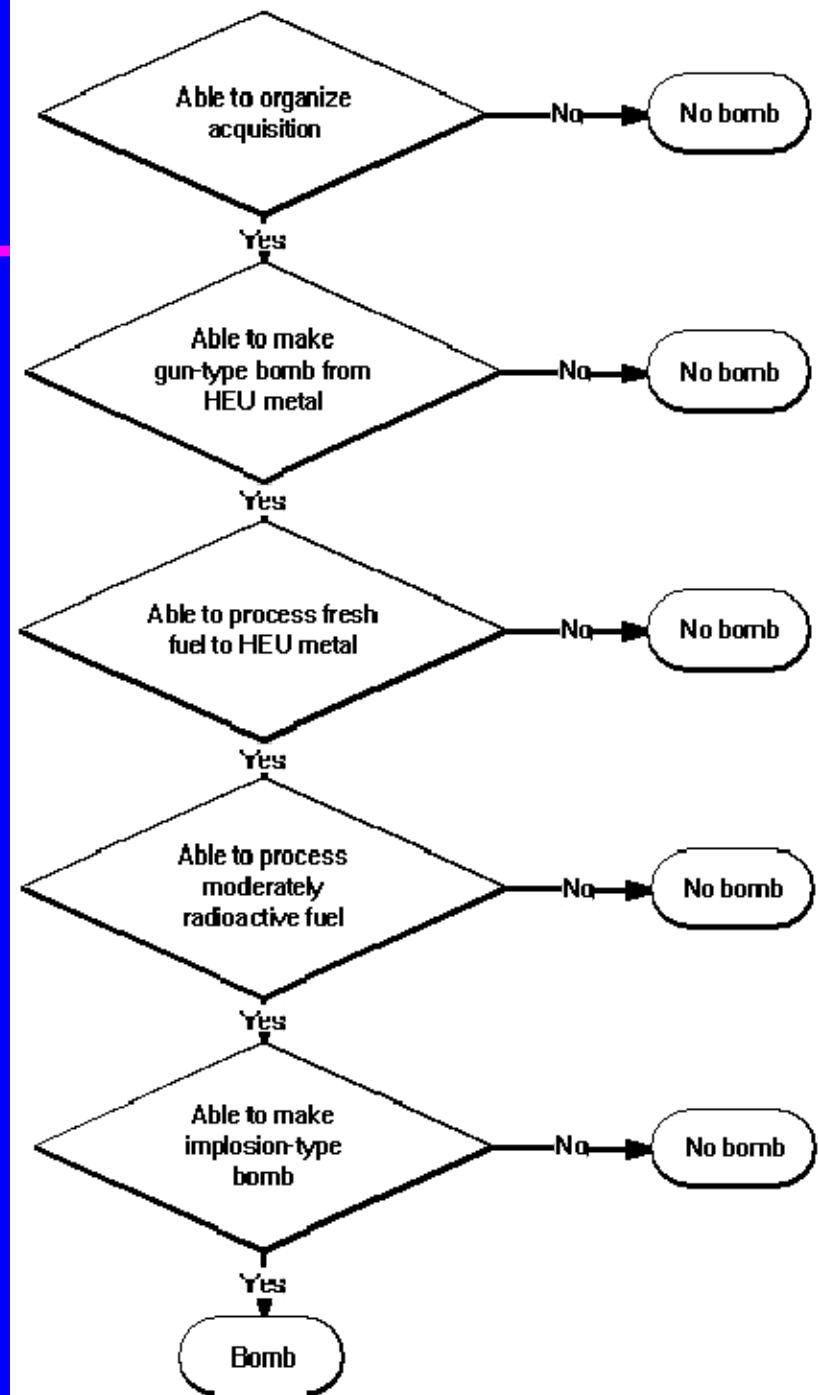 Able to organize
acquisition
No
No bomb
Yes
Able to make
gun-type bomb from
HEU metal
No
No bomb
Yes
Able to process fresh
fuel to HEU metal
No
No bomb
Yes
Able to process
moderately
radioactive fuel
No
No bomb
Yes
Able to make
implosion-type
bomb
No
No bomb
Yes
Bomb